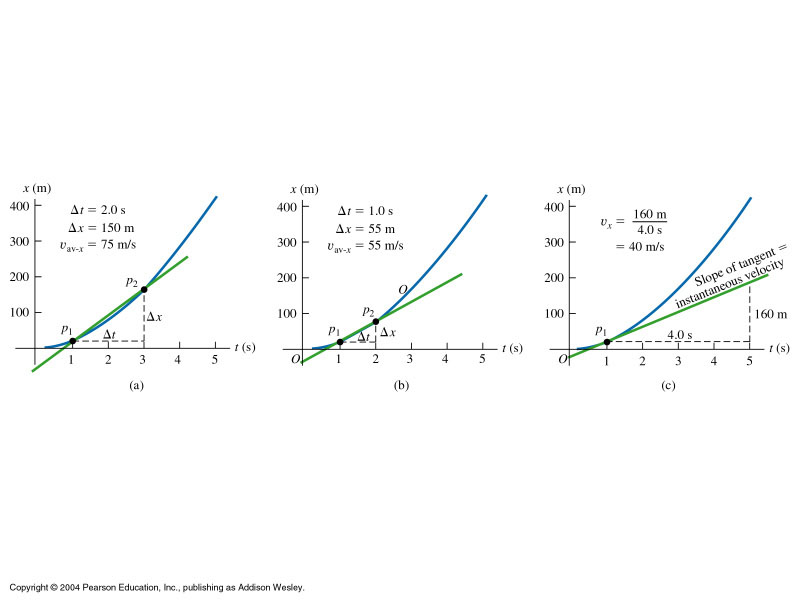 x (m)
400
300
200
100
Δt = 2.0 s
Δx = 150 m
vav-x = 75 m/s
p2
p1
Δx
Δt
1 2 3 4 5
t (s)
(a)
x (m)
400
300
200
100
Δt = 1.0 s
Δx = 55 m
vav-x = 55 m/s
O
p2
p1
Δt
Δx
O
1 2 3 4 5
t (s)
(b)
x (m)
400
300
200
100
vx = 160 m
4.0 s
= 40 m/s
Slope of tangent =
instantaneous velocity
p1
160 m
4.0 s
O
1 2 3 4 5
t (s)
(c)
Copyright © 2004 Pearson Education, Inc., publishing as Addison Wesley.